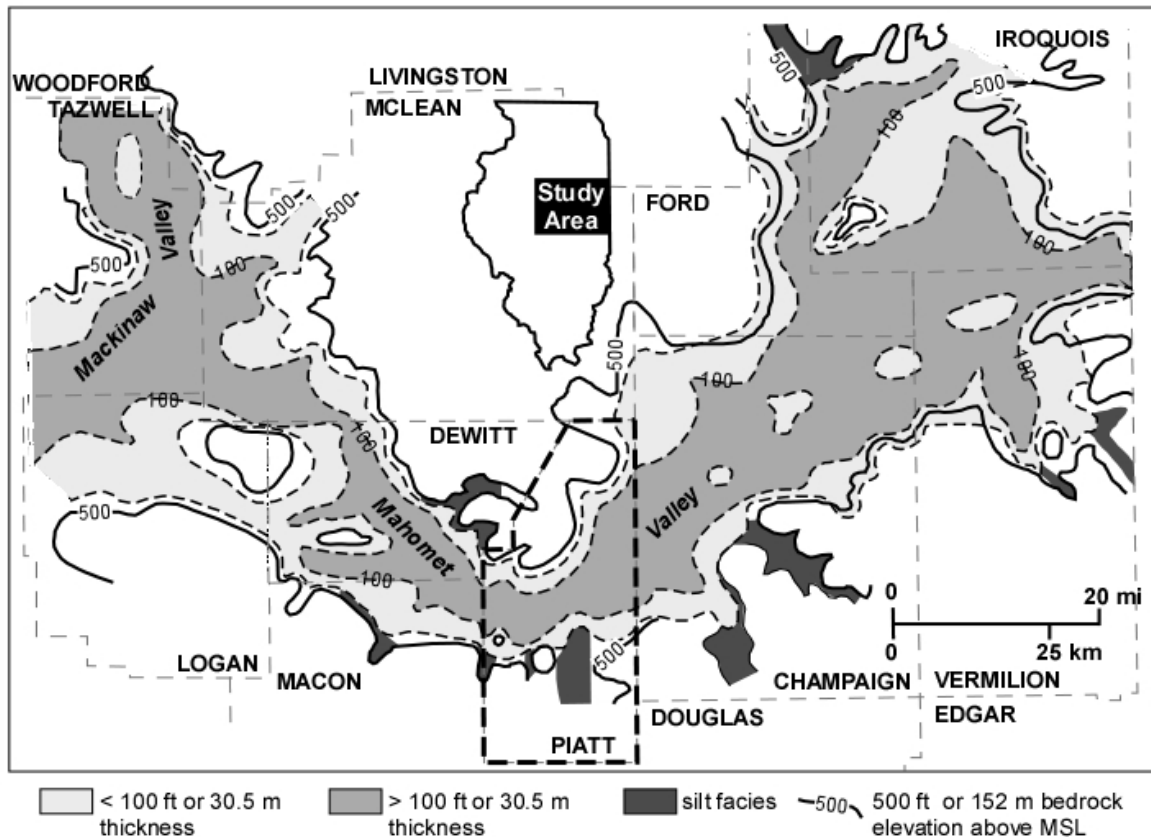 IROQUOIS
500
WOODFORD
TAZWELL
LIVINGSTON
MCLEAN
500
100
500
500
Study
Area
FORD
Valley
500
100
100
Mackinaw
500
100
100
100
100
DEWITT
500
Mahomet
Valley
100
500
0 20 mi
0 25 km
LOGAN
MACON
CHAMPAIGN
VERMILION
DOUGLAS
EDGAR
PIATT
< 100 ft or 30.5 m
thickness
> 100 ft or 30.5 m
thickness
silt facies
500
500 ft or 152 m bedrock
elevation above MSL